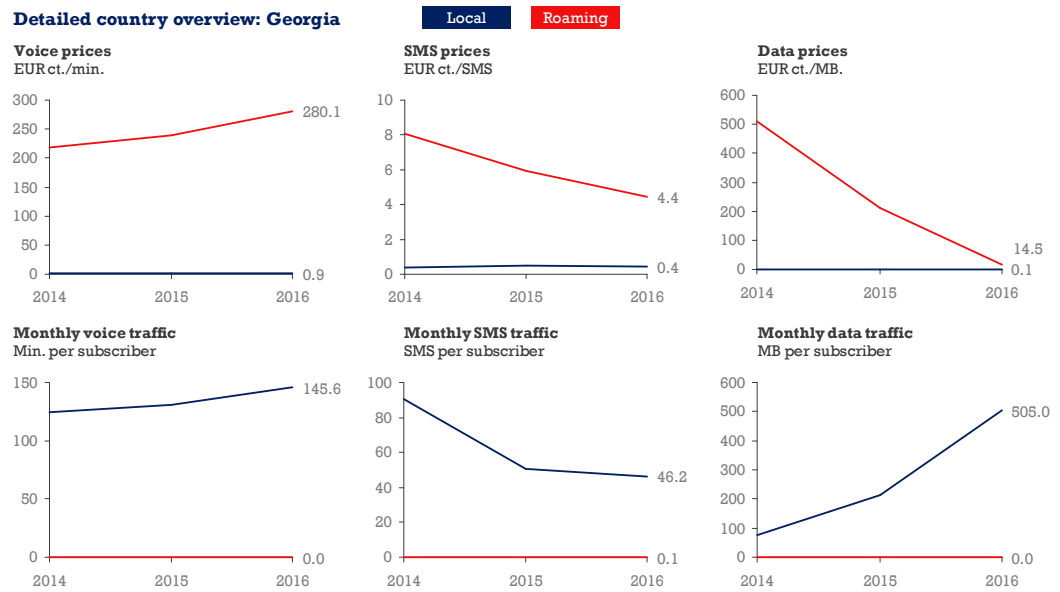 Detailed country overview: Georgia
Local
Roaming
Voice prices
EUR ct./min.
300
250
200
150
100
50
0
280.1
0.9
2014 2015 2016
SMS prices
EUR ct./SMS
10
8
6
4
2
0
4.4
0.4
2014 2015 2016
Data prices
EUR ct./MB.
600
500
400
300
200
100
0
14.5
0.1
2014 2015 2016
Monthly voice traffic
Min. per subscriber
150
100
50
0
145.6
0.0
2014 2015 2016
Monthly SMS traffic
SMS per subscriber
100
80
60
40
20
0
46.2
0.1
2014 2015 2016
Monthly data traffic
MB per subscriber
600
500
400
300
200
100
0
505.0
0.0
2014 2015 2016